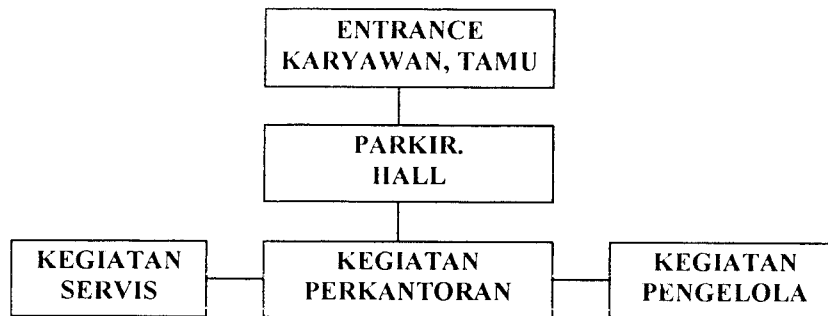 ENTRANCE
KARYAWAN, TAMU
PARKIR.
HALL
KEGIATAN
SERVIS
KEGIATAN
PERKANTORAN
KEGIATAN
PENGELOLA